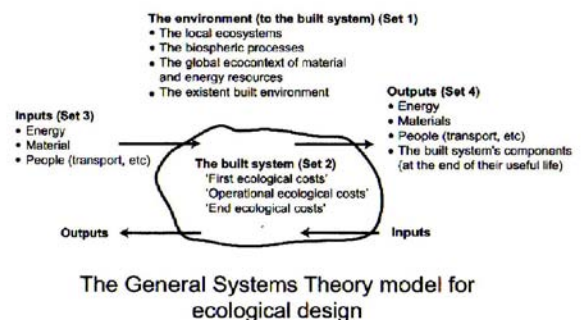 The environment (to the built system) (Set 1)
• The local ecosystems
• The biospheric processes
• The global ecocontext of material
and energy resources
• The existent built environment
Inputs (Set 3)
• Energy
• Material
• People (transport, etc)
Outputs (Set 4)
• Energy
• Materials
• People (transport, etc)
• The built system's components
(at the end of their useful life)
The built system (Set 2)
'First ecological costs'
'Operational ecological costs'
'End ecological costs'
Outputs
Inputs
The General Systems Theory model for
ecological design